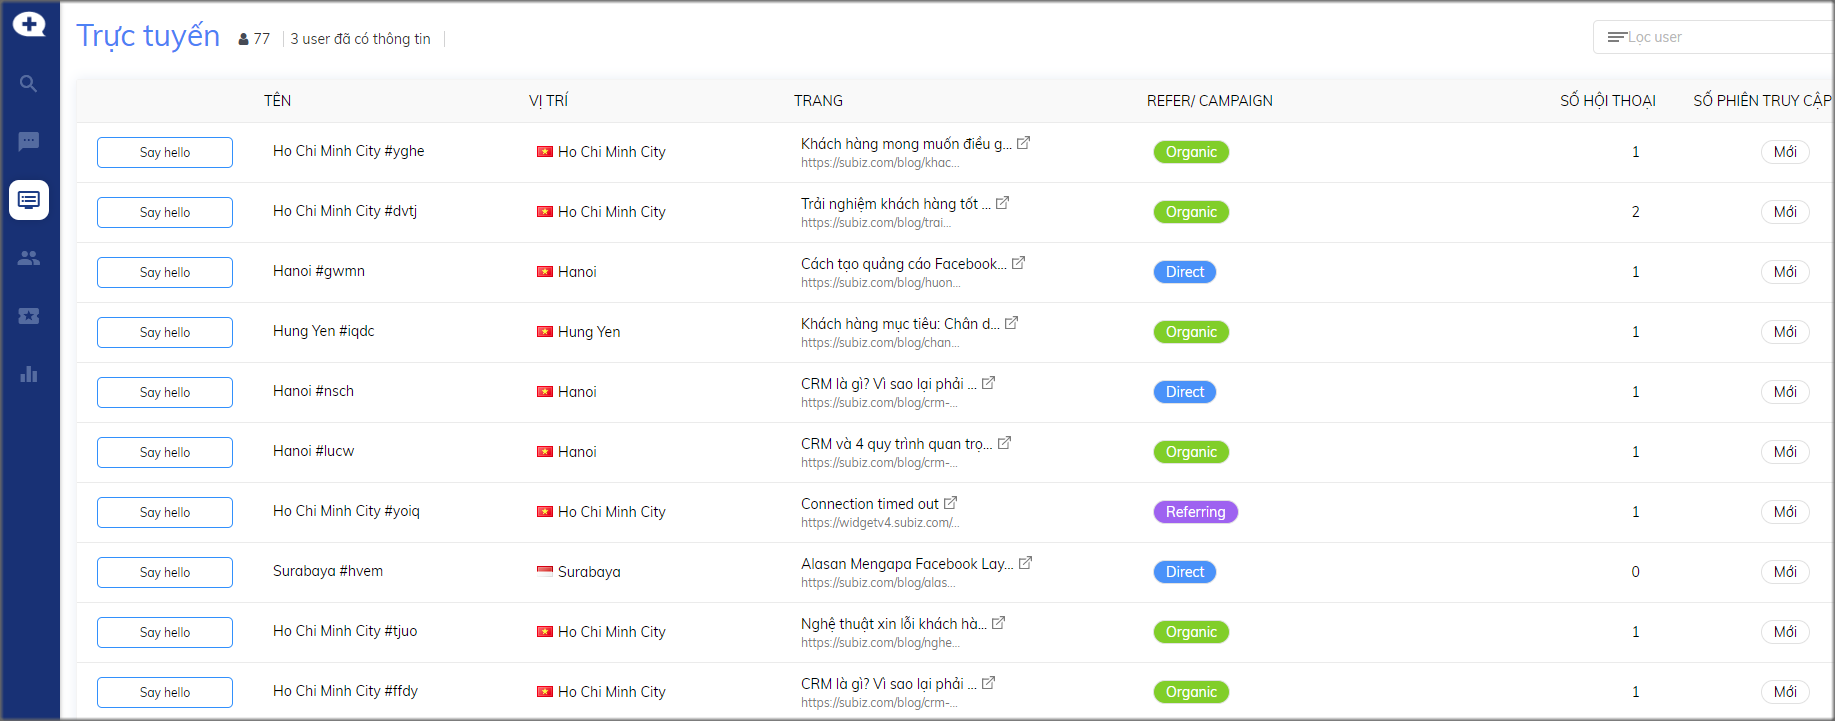 Trực tuyến 77 3 user đã có thông tin Lọc user
TÊN VỊ TRÍ TRANG REFER/ CAMPAIGN SỐ HỘI THOẠI SỐ PHIÊN TRUY CẬP
Say hello Ho Chi Minh City #yghe Ho Chi Minh City Khách hàng mong muốn điều g... Organic 1 Mới
https://subiz.com/blog/khac...
Say hello Ho Chi Minh City #dvtj Ho Chi Minh City Trải nghiệm khách hàng tốt ... Organic 2 Mới
https://subiz.com/blog/trai...
Say hello Hanoi #gwmn Hanoi Cách tạo quảng cáo Facebook... Direct 1 Mới
https://subiz.com/blog/huon...
Say hello Hung Yen #iqdc Hung Yen Khách hàng mục tiêu: Chân d... Organic 1 Mới
https://subiz.com/blog/chan...
Say hello Hanoi #nsch Hanoi CRM là gì? Vì sao lại phải ... Direct 1 Mới
https://subiz.com/blog/crm-...
Say hello Hanoi #lucw Hanoi CRM và 4 quy trình quan trọ... Organic 1 Mới
https://subiz.com/blog/crm-...
Say hello Ho Chi Minh City #yoiq Ho Chi Minh City Connection timed out Referring 1 Mới
https://widgetv4.subiz.com/...
Say hello Surabaya #hvem Surabaya Alasan Mengapa Facebook Lay... Direct 0 Mới
https://subiz.com/blog/alas...
Say hello Ho Chi Minh City #tjuo Ho Chi Minh City Nghệ thuật xin lỗi khách hà... Organic 1 Mới
https://subiz.com/blog/nghe...
Say hello Ho Chi Minh City #ffdy Ho Chi Minh City CRM là gì? Vì sao lại phải ... Organic 1 Mới
https://subiz.com/blog/crm-...